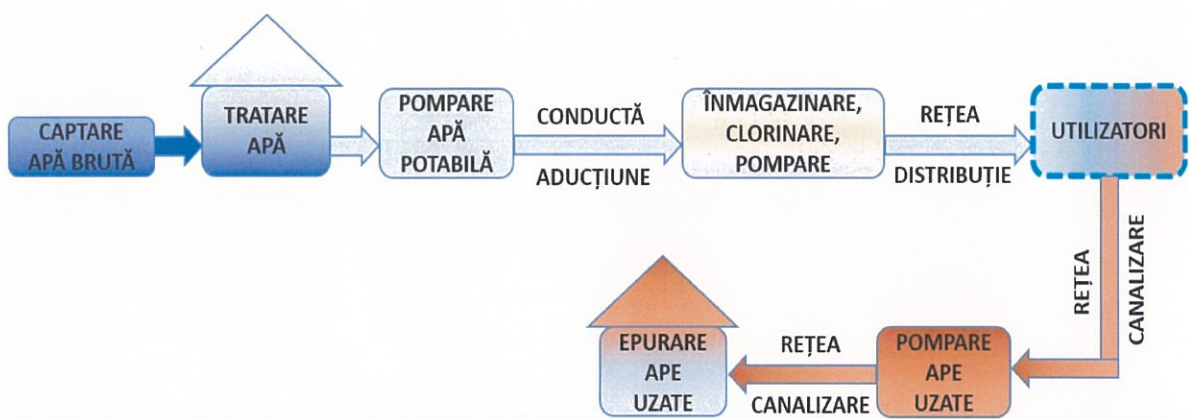 CAPTARE
APĂ BRUTĂ
TRATARE
APĂ
POMPARE
APĂ
POTABILĂ
CONDUCTĂ
ADUCȚIUNE
ÎNMAGAZINARE,
CLORINARE,
POMPARE
REȚEA
DISTRIBUȚIE
UTILIZATORI
REȚEA
CANALIZARE
POMPARE
APE
UZATE
REȚEA
CANALIZARE
EPURARE
APE
UZATE